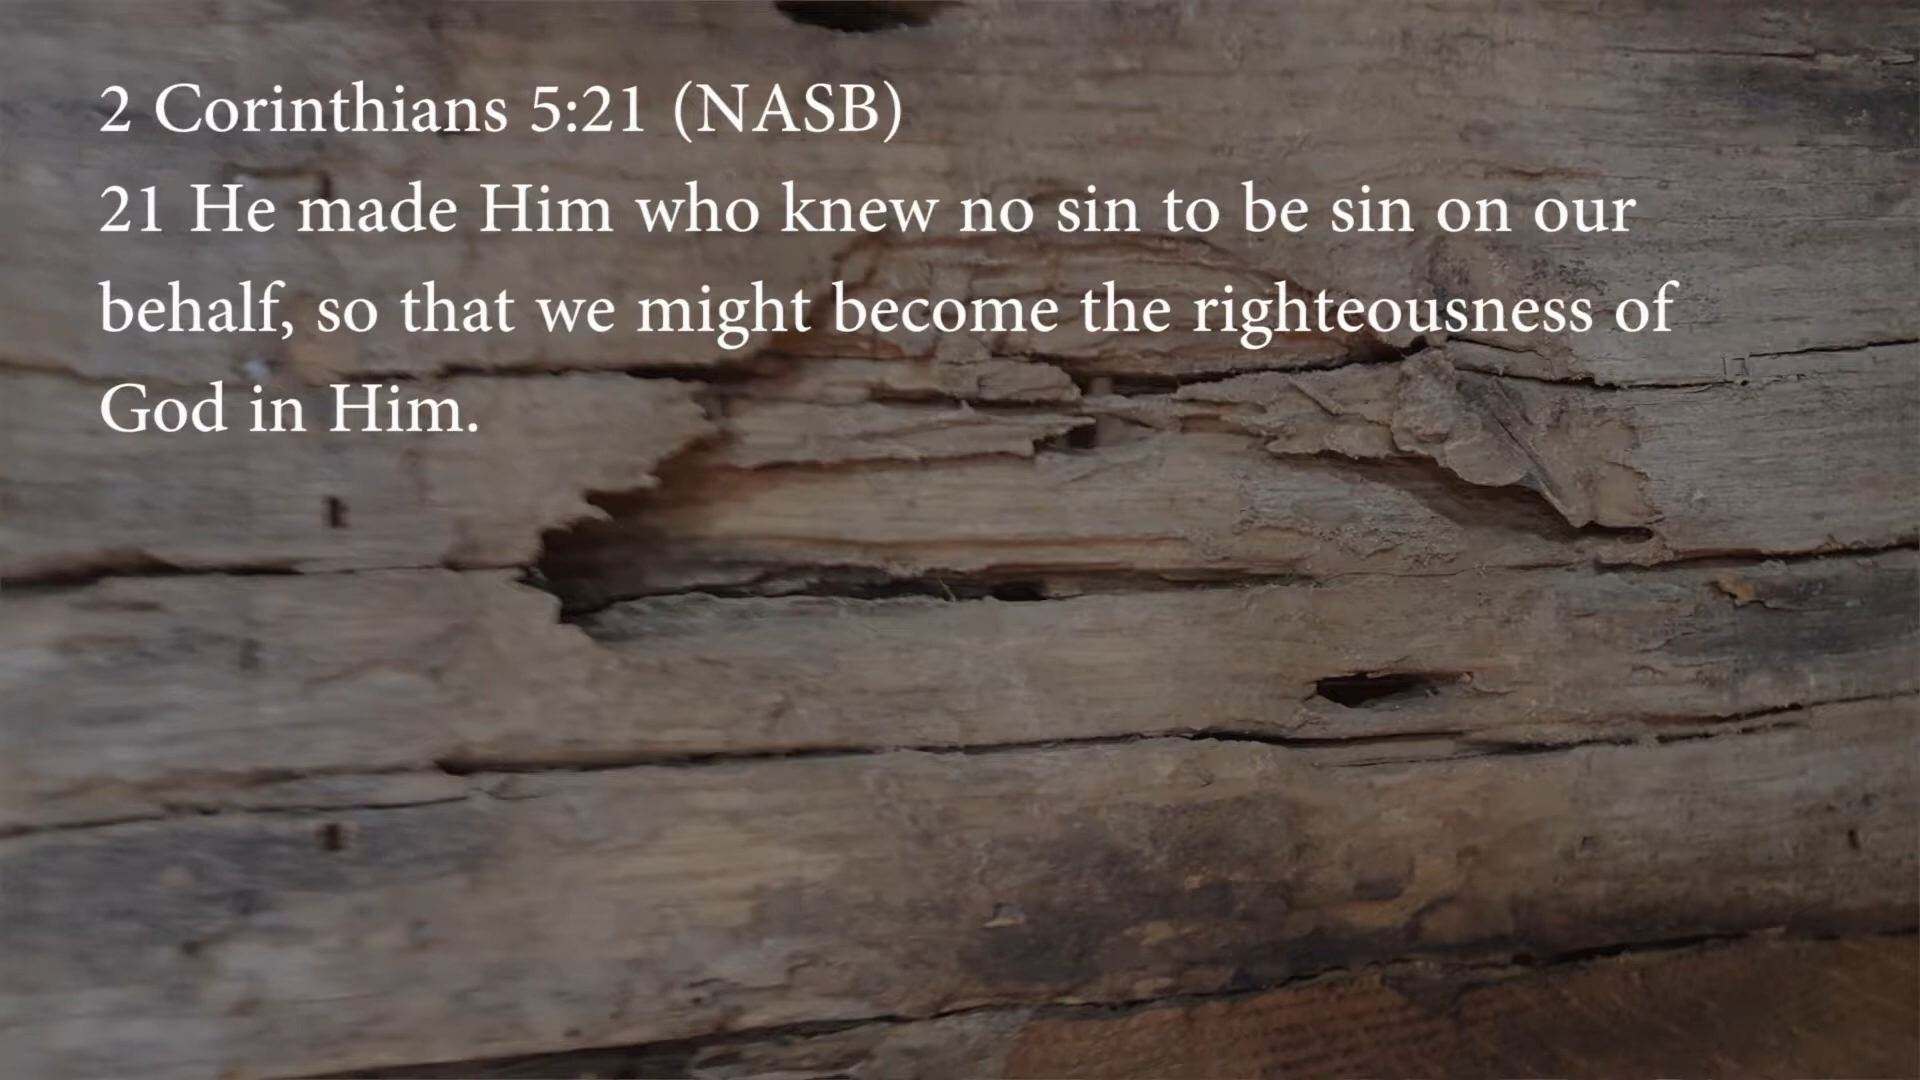 2 Corinthians 5:21 (NASB)
21 He made Him who knew no sin to be sin on our
behalf, so that we might become the righteousness of
God in Him.